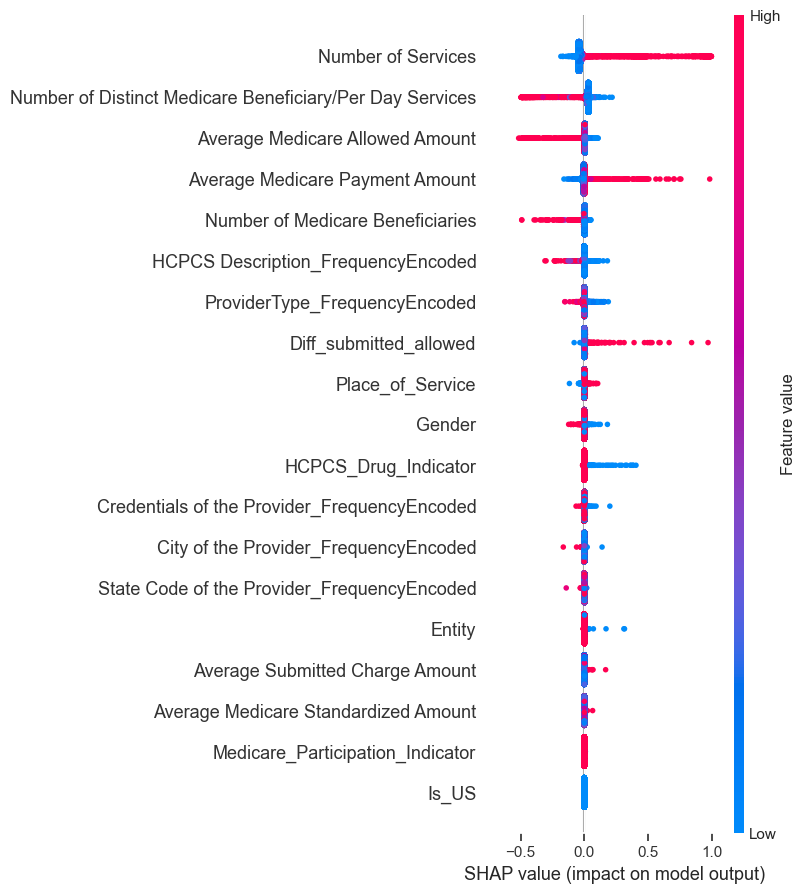 High
Number of Services
Number of Distinct Medicare Beneficiary/Per Day Services
Average Medicare Allowed Amount
Average Medicare Payment Amount
Number of Medicare Beneficiaries
HCPCS Description_FrequencyEncoded
ProviderType_FrequencyEncoded
Diff_submitted_allowed
Place_of_Service
Gender
HCPCS_Drug_Indicator
Credentials of the Provider_FrequencyEncoded
City of the Provider_FrequencyEncoded
State Code of the Provider_FrequencyEncoded
Entity
Average Submitted Charge Amount
Average Medicare Standardized Amount
Medicare_Participation_Indicator
Is_US
Feature value
Low
−0.5 0.0 0.5 1.0
SHAP value (impact on model output)